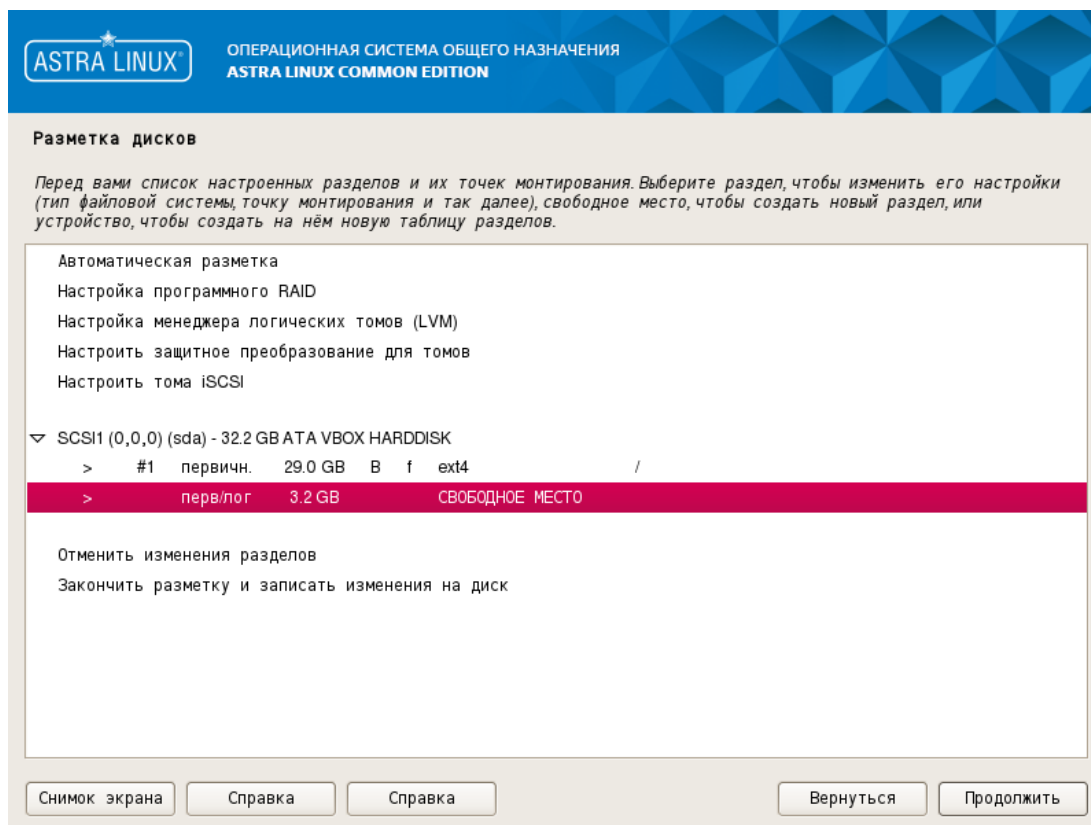 ASTRA LINUX®
ОПЕРАЦИОННАЯ СИСТЕМА ОБЩЕГО НАЗНАЧЕНИЯ
ASTRA LINUX COMMON EDITION
Разметка дисков
Перед вами список настроенных разделов и их точек монтирования. Выберите раздел, чтобы изменить его настройки
(тип файловой системы, точку монтирования и так далее), свободное место, чтобы создать новый раздел, или
устройство, чтобы создать на нём новую таблицу разделов.
Автоматическая разметка
Настройка программного RAID
Настройка менеджера логических томов (LVM)
Настроить защитное преобразование для томов
Настроить тома iSCSI
SCSI1 (0,0,0) (sda) - 32.2 GB ATA VBOX HARDDISK
> #1 первичн. 29.0 GB B f ext4 /
> перв/лог 3.2 GB СВОБОДНОЕ МЕСТО
Отменить изменения разделов
Закончить разметку и записать изменения на диск
Снимок экрана Справка Справка Вернуться Продолжить